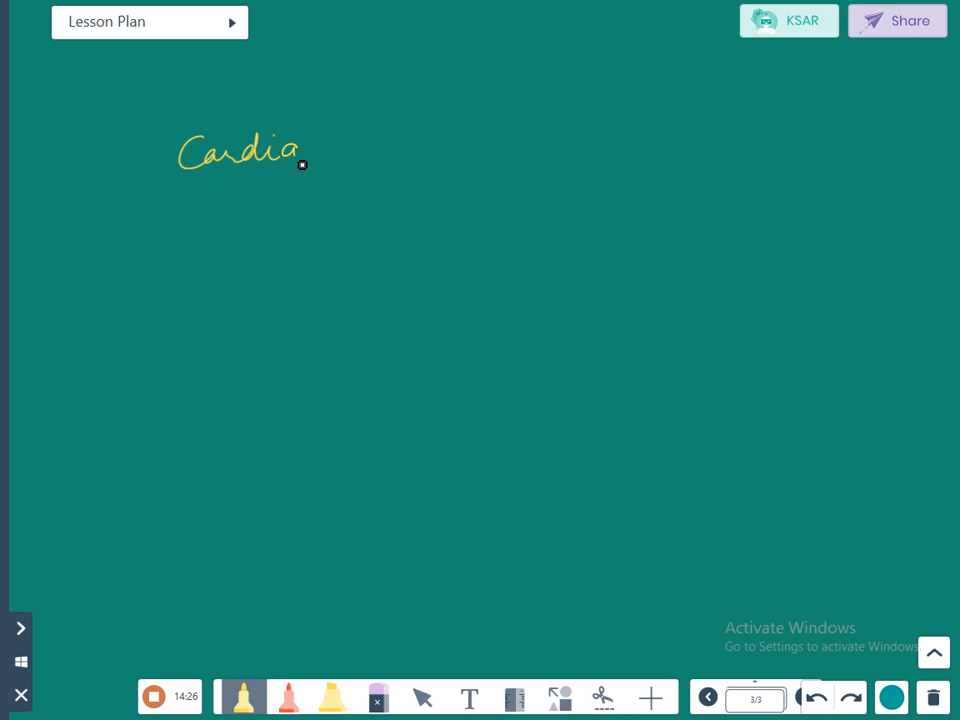 Lesson Plan
KSAR
Share
Cardia
Activate Windows
Go to Settings to activate Windows.
14:26
T
3/3